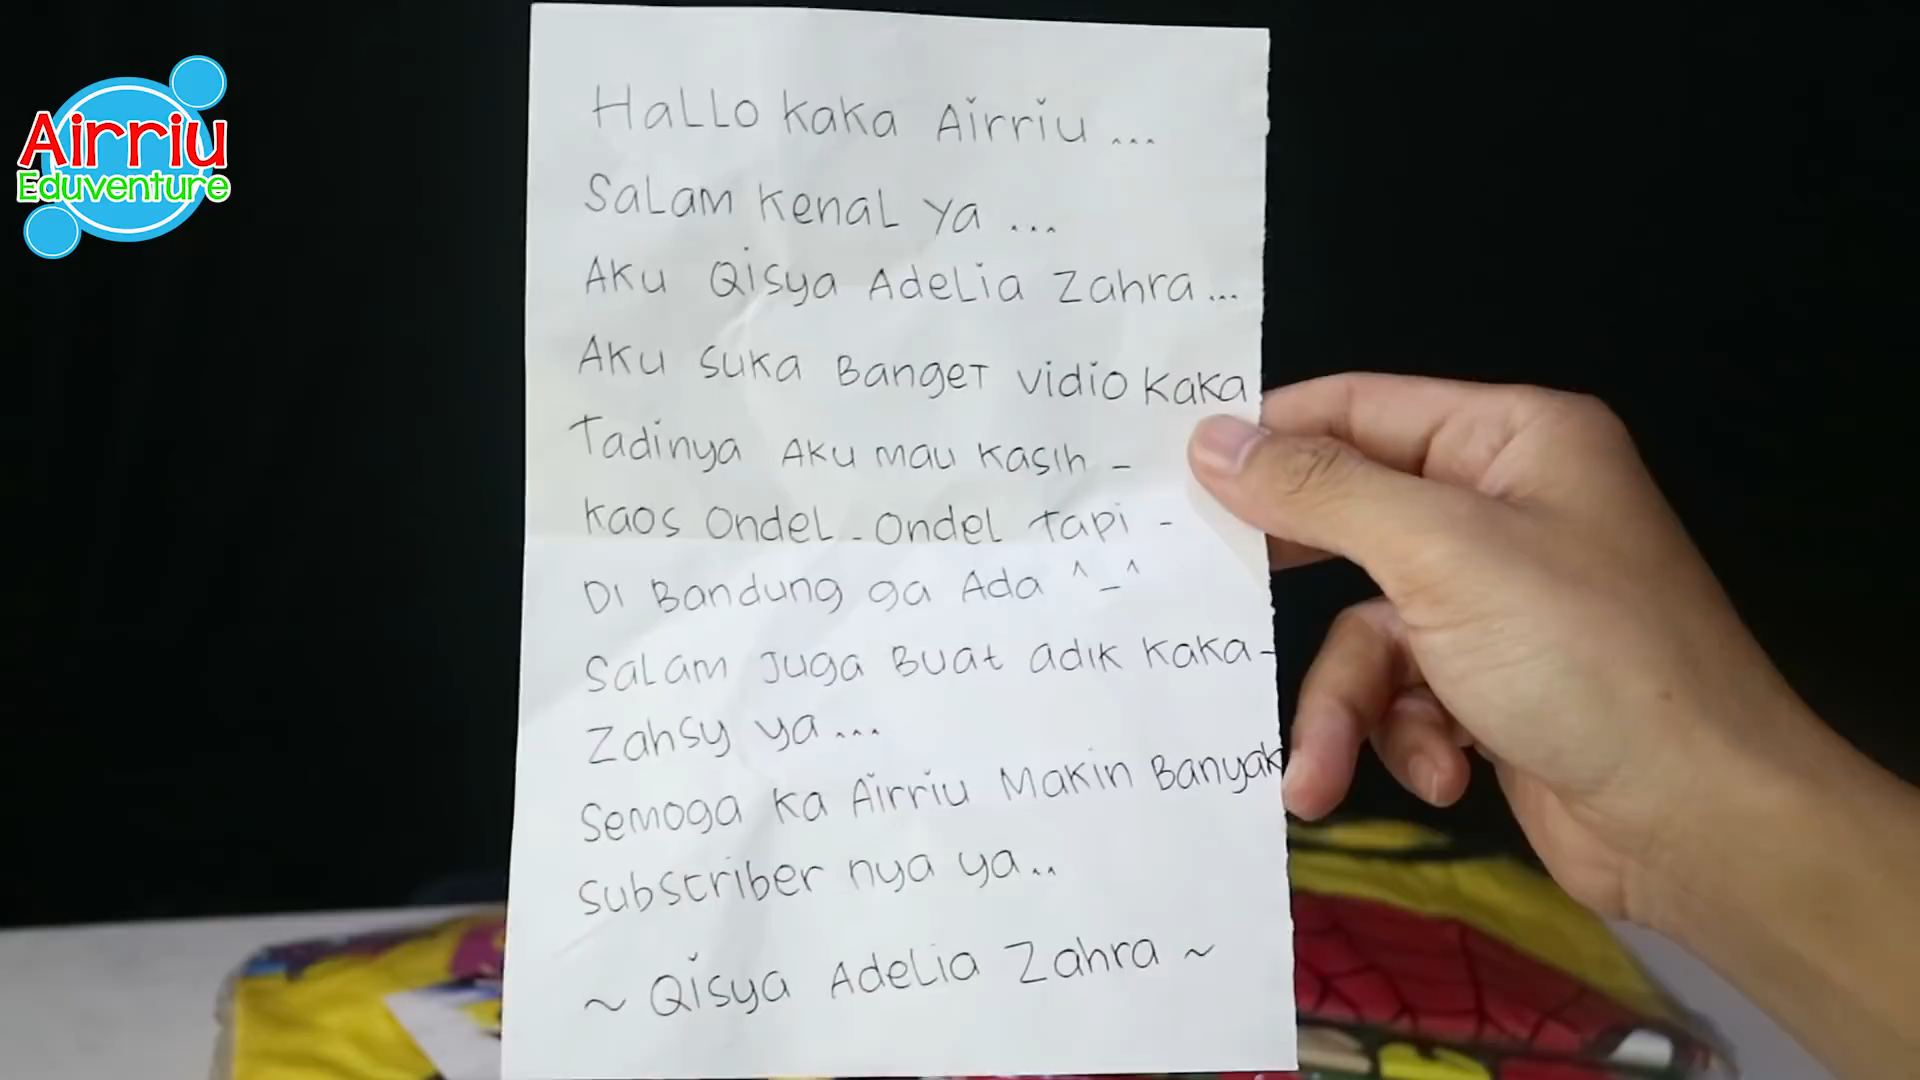 Airriu
Eduventure
Hallo kaka Airriu ...
Salam kenal ya ...
Aku Qisya Adelia Zahra ...
Aku suka Banget vidio kaka
Tadinya Aku mau kasih -
Kaos Ondel - Ondel tapi -
Di Bandung ga Ada ^_^
Salam juga Buat adik kaka -
Zahsy ya ...
Semoga ka Airriu Makin Banyak
Subscriber nya ya ..
~ Qisya Adelia Zahra ~